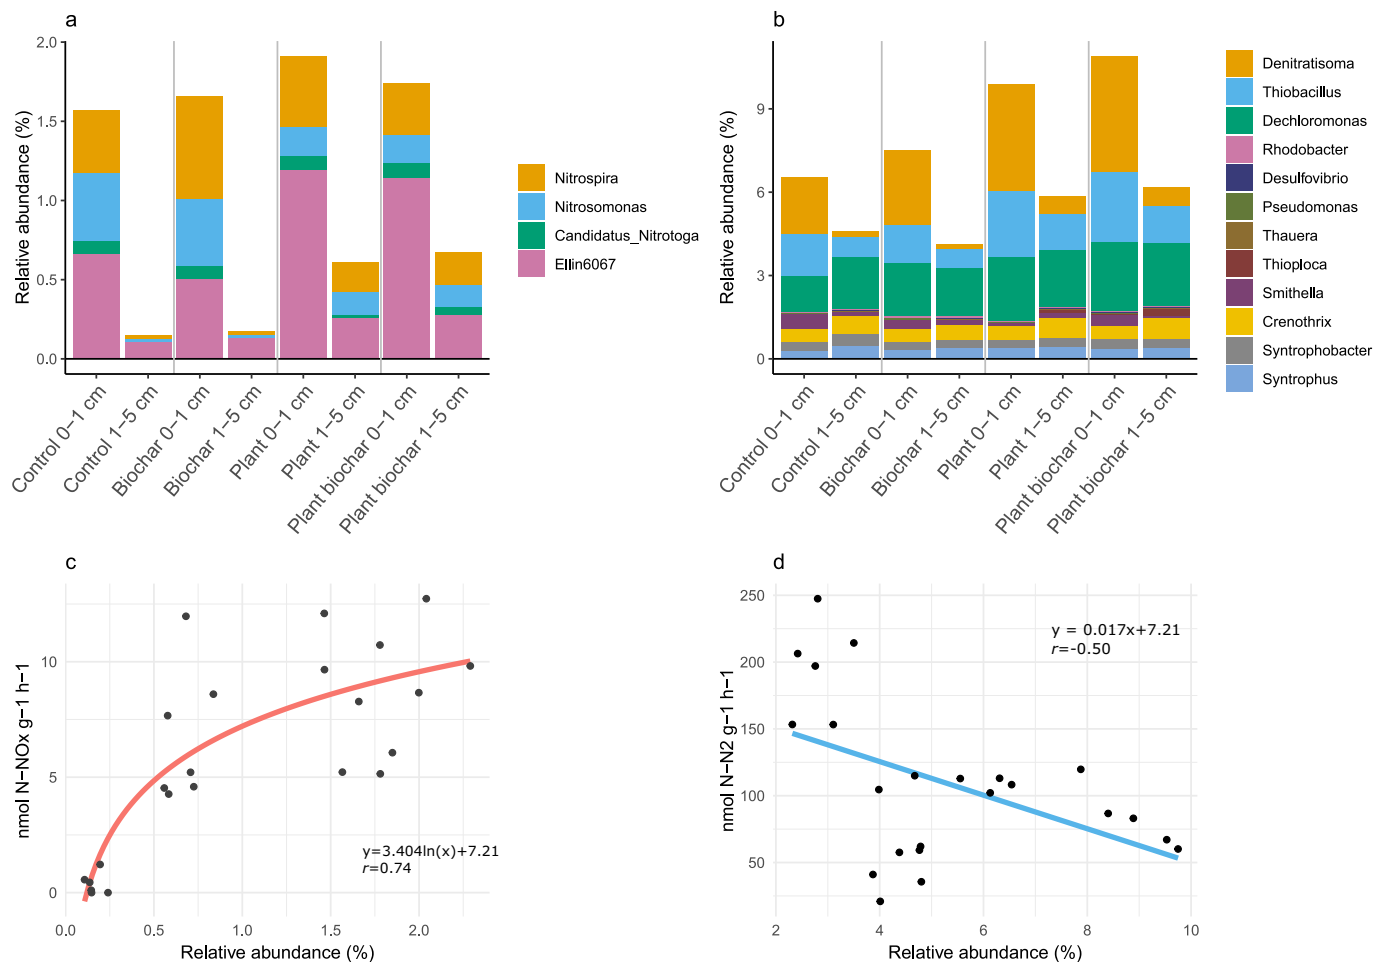 a
2.0
1.5
1.0
0.5
0.0
Relative abundance (%)
Control 0−1 cm
Control 1−5 cm
Biochar 0−1 cm
Biochar 1−5 cm
Plant 0−1 cm
Plant 1−5 cm
Plant biochar 0−1 cm
Plant biochar 1−5 cm
Nitrospira
Nitrosomonas
Candidatus_Nitrotoga
Ellin6067
b
9
6
3
0
Relative abundance (%)
Control 0−1 cm
Control 1−5 cm
Biochar 0−1 cm
Biochar 1−5 cm
Plant 0−1 cm
Plant 1−5 cm
Plant biochar 0−1 cm
Plant biochar 1−5 cm
Denitratisoma
Thiobacillus
Dechloromonas
Rhodobacter
Desulfovibrio
Pseudomonas
Thauera
Thioploca
Smithella
Crenothrix
Syntrophobacter
Syntrophus
c
10
5
0
nmol N−NOx g−1 h−1
y=3.404ln(x)+7.21
r=0.74
0.0
0.5
1.0
1.5
2.0
Relative abundance (%)
d
250
200
150
100
50
nmol N−N2 g−1 h−1
y = 0.017x+7.21
r=-0.50
2
4
6
8
10
Relative abundance (%)